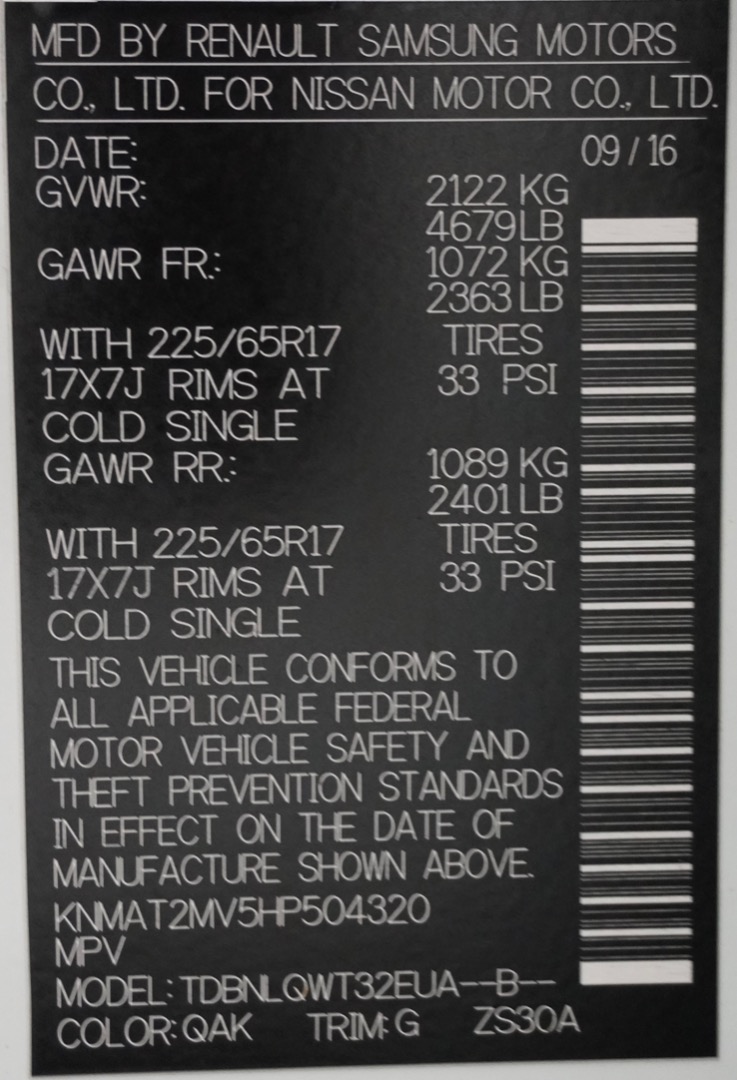 MFD BY RENAULT SAMSUNG MOTORS
CO., LTD. FOR NISSAN MOTOR CO., LTD.
DATE: 09 / 16
GVWR: 2122 KG
4679 LB
GAWR FR.: 1072 KG
2363 LB
WITH 225/65R17 TIRES
17X7J RIMS AT 33 PSI
COLD SINGLE
GAWR RR.: 1089 KG
2401 LB
WITH 225/65R17 TIRES
17X7J RIMS AT 33 PSI
COLD SINGLE
THIS VEHICLE CONFORMS TO
ALL APPLICABLE FEDERAL
MOTOR VEHICLE SAFETY AND
THEFT PREVENTION STANDARDS
IN EFFECT ON THE DATE OF
MANUFACTURE SHOWN ABOVE.
KNMAT2MV5HP504320
MPV
MODEL: TDBNLQWT32EUA--B--
COLOR: QAK TRIM: G ZS30A